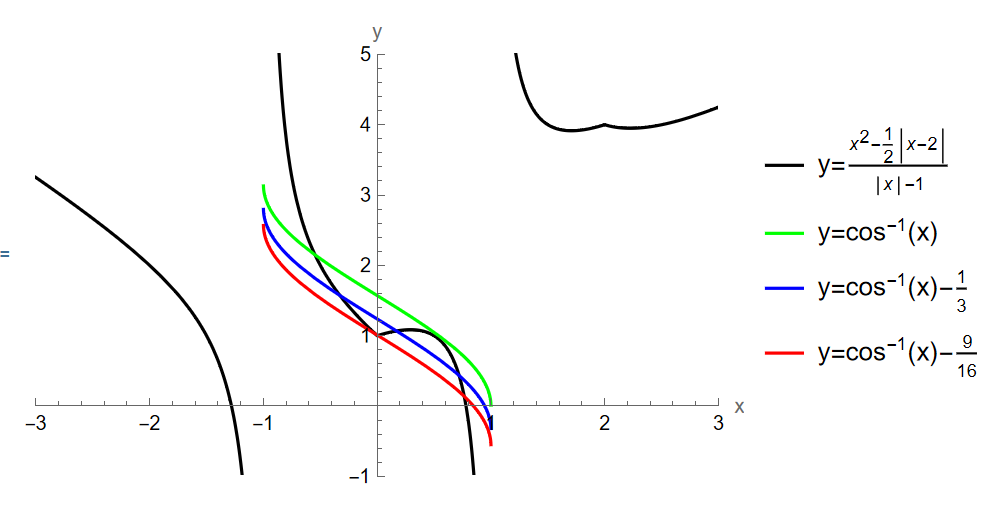 y
5
4
3
2
1
−1
−3
−2
−1
1
2
3
x
=
y=(x²−1/2|x−2|)/(|x|−1)
y=cos⁻¹(x)
y=cos⁻¹(x)−1/3
y=cos⁻¹(x)−9/16